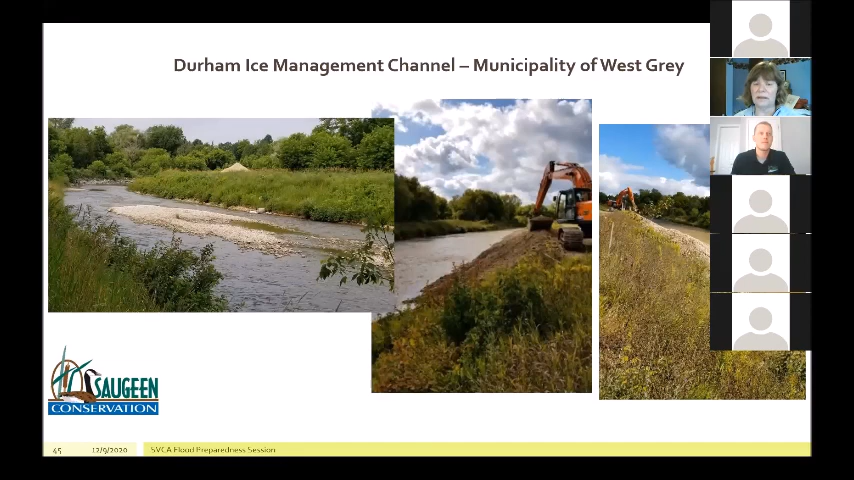 Durham Ice Management Channel – Municipality of West Grey
SAUGEEN
CONSERVATION
45 12/9/2020 SVCA Flood Preparedness Session